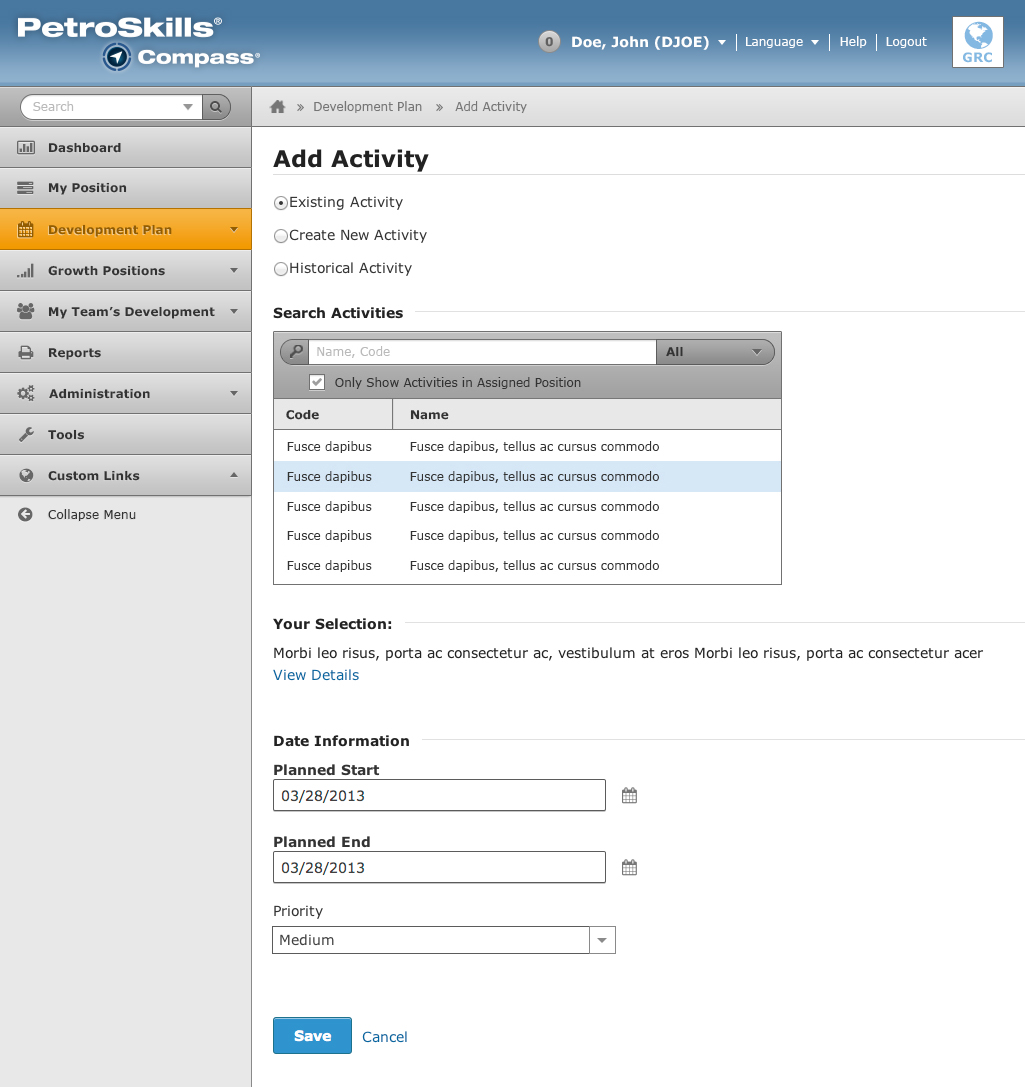 PetroSkills®
Compass®
0 Doe, John (DJOE) Language Help Logout
GRC
Search
Dashboard
My Position
Development Plan
Growth Positions
My Team's Development
Reports
Administration
Tools
Custom Links
Collapse Menu
» Development Plan » Add Activity
Add Activity
Existing Activity
Create New Activity
Historical Activity
Search Activities
Name, Code All
Only Show Activities in Assigned Position
Code Name
Fusce dapibus Fusce dapibus, tellus ac cursus commodo
Fusce dapibus Fusce dapibus, tellus ac cursus commodo
Fusce dapibus Fusce dapibus, tellus ac cursus commodo
Fusce dapibus Fusce dapibus, tellus ac cursus commodo
Fusce dapibus Fusce dapibus, tellus ac cursus commodo
Your Selection:
Morbi leo risus, porta ac consectetur ac, vestibulum at eros Morbi leo risus, porta ac consectetur acer
View Details
Date Information
Planned Start
03/28/2013
Planned End
03/28/2013
Priority
Medium
Save Cancel